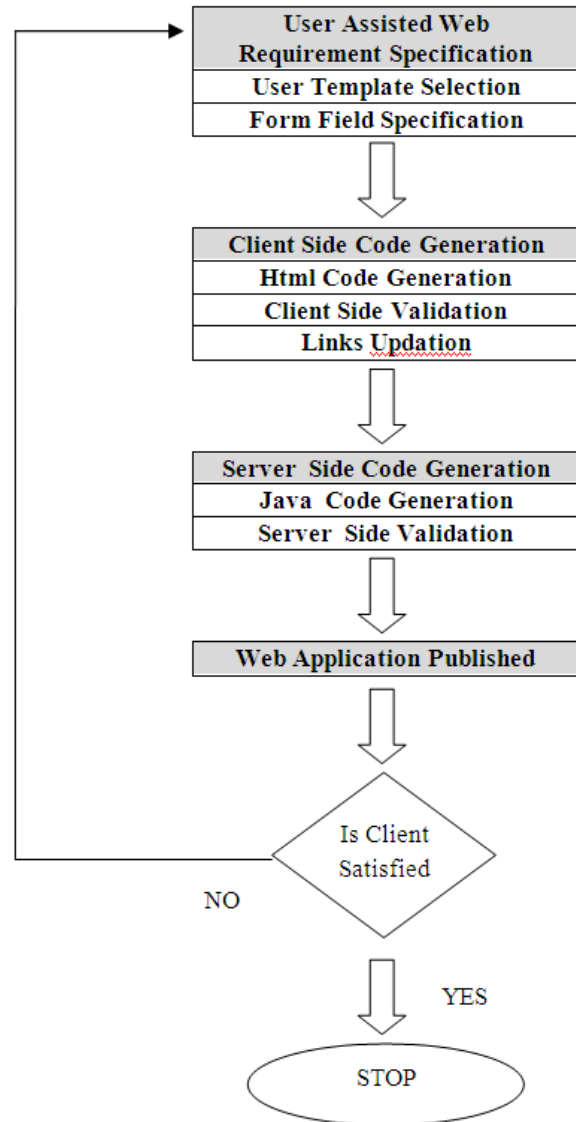 User Assisted Web
Requirement Specification
User Template Selection
Form Field Specification
Client Side Code Generation
Html Code Generation
Client Side Validation
Links Updation
Server Side Code Generation
Java Code Generation
Server Side Validation
Web Application Published
Is Client
Satisfied
NO
YES
STOP